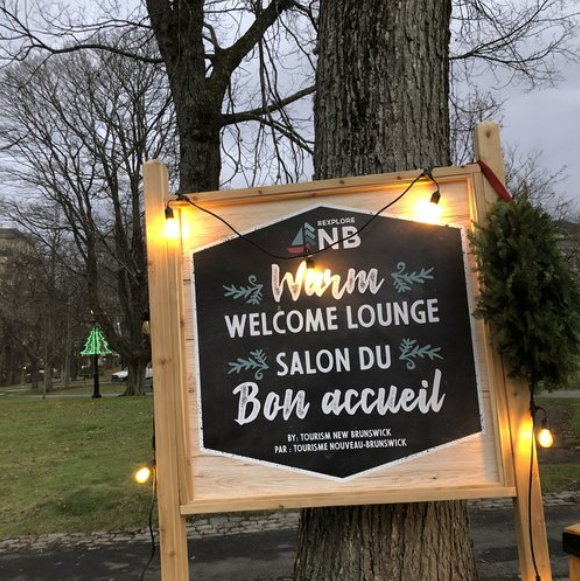 #EXPLORE
NB
Warm
WELCOME LOUNGE
SALON DU
Bon accueil
BY: TOURISM NEW BRUNSWICK
PAR : TOURISME NOUVEAU-BRUNSWICK